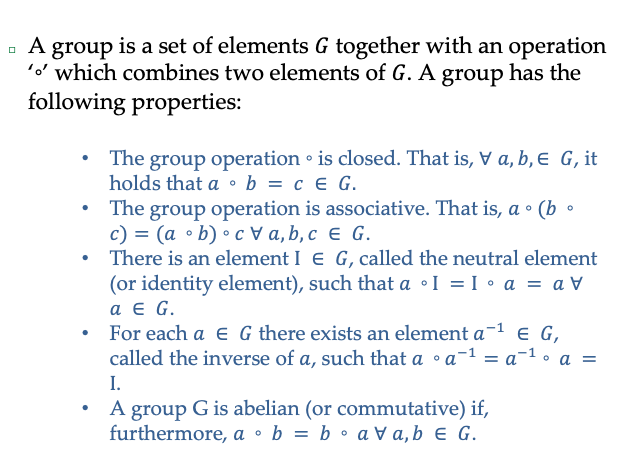 A group is a set of elements G together with an operation
‘∘’ which combines two elements of G. A group has the
following properties:
• The group operation ∘ is closed. That is, ∀ a, b, ∈ G, it
holds that a ∘ b = c ∈ G.
• The group operation is associative. That is, a ∘ (b ∘
c) = (a ∘ b) ∘ c ∀ a, b, c ∈ G.
• There is an element I ∈ G, called the neutral element
(or identity element), such that a ∘ I = I ∘ a = a ∀
a ∈ G.
• For each a ∈ G there exists an element a⁻¹ ∈ G,
called the inverse of a, such that a ∘ a⁻¹ = a⁻¹ ∘ a =
I.
• A group G is abelian (or commutative) if,
furthermore, a ∘ b = b ∘ a ∀ a, b ∈ G.